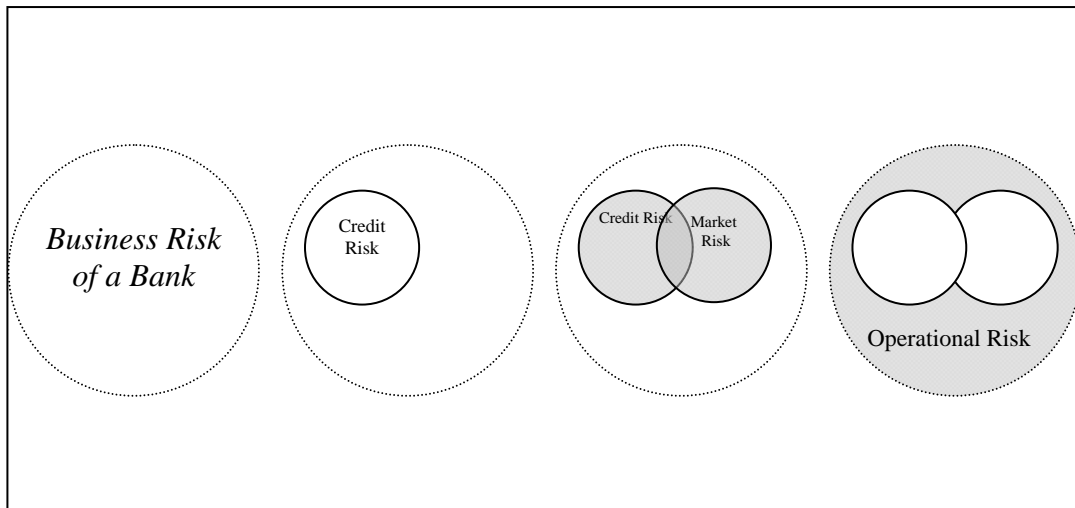 Business Risk
of a Bank
Credit
Risk
Credit Risk
Market
Risk
Operational Risk